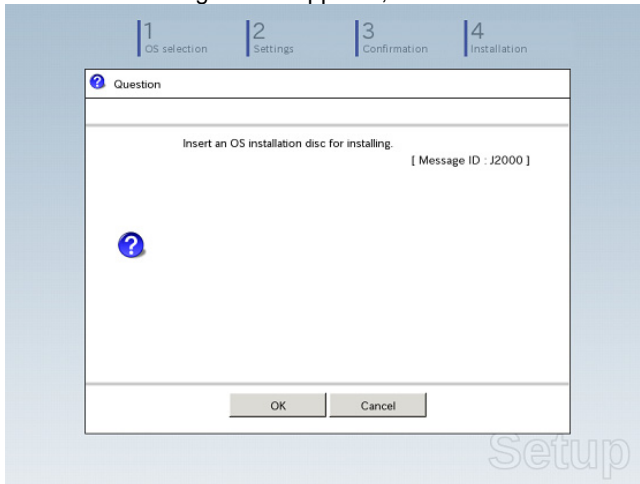 1
OS selection
2
Settings
3
Confirmation
4
Installation
Question
Insert an OS installation disc for installing.
[ Message ID : J2000 ]
OK
Cancel
Setup